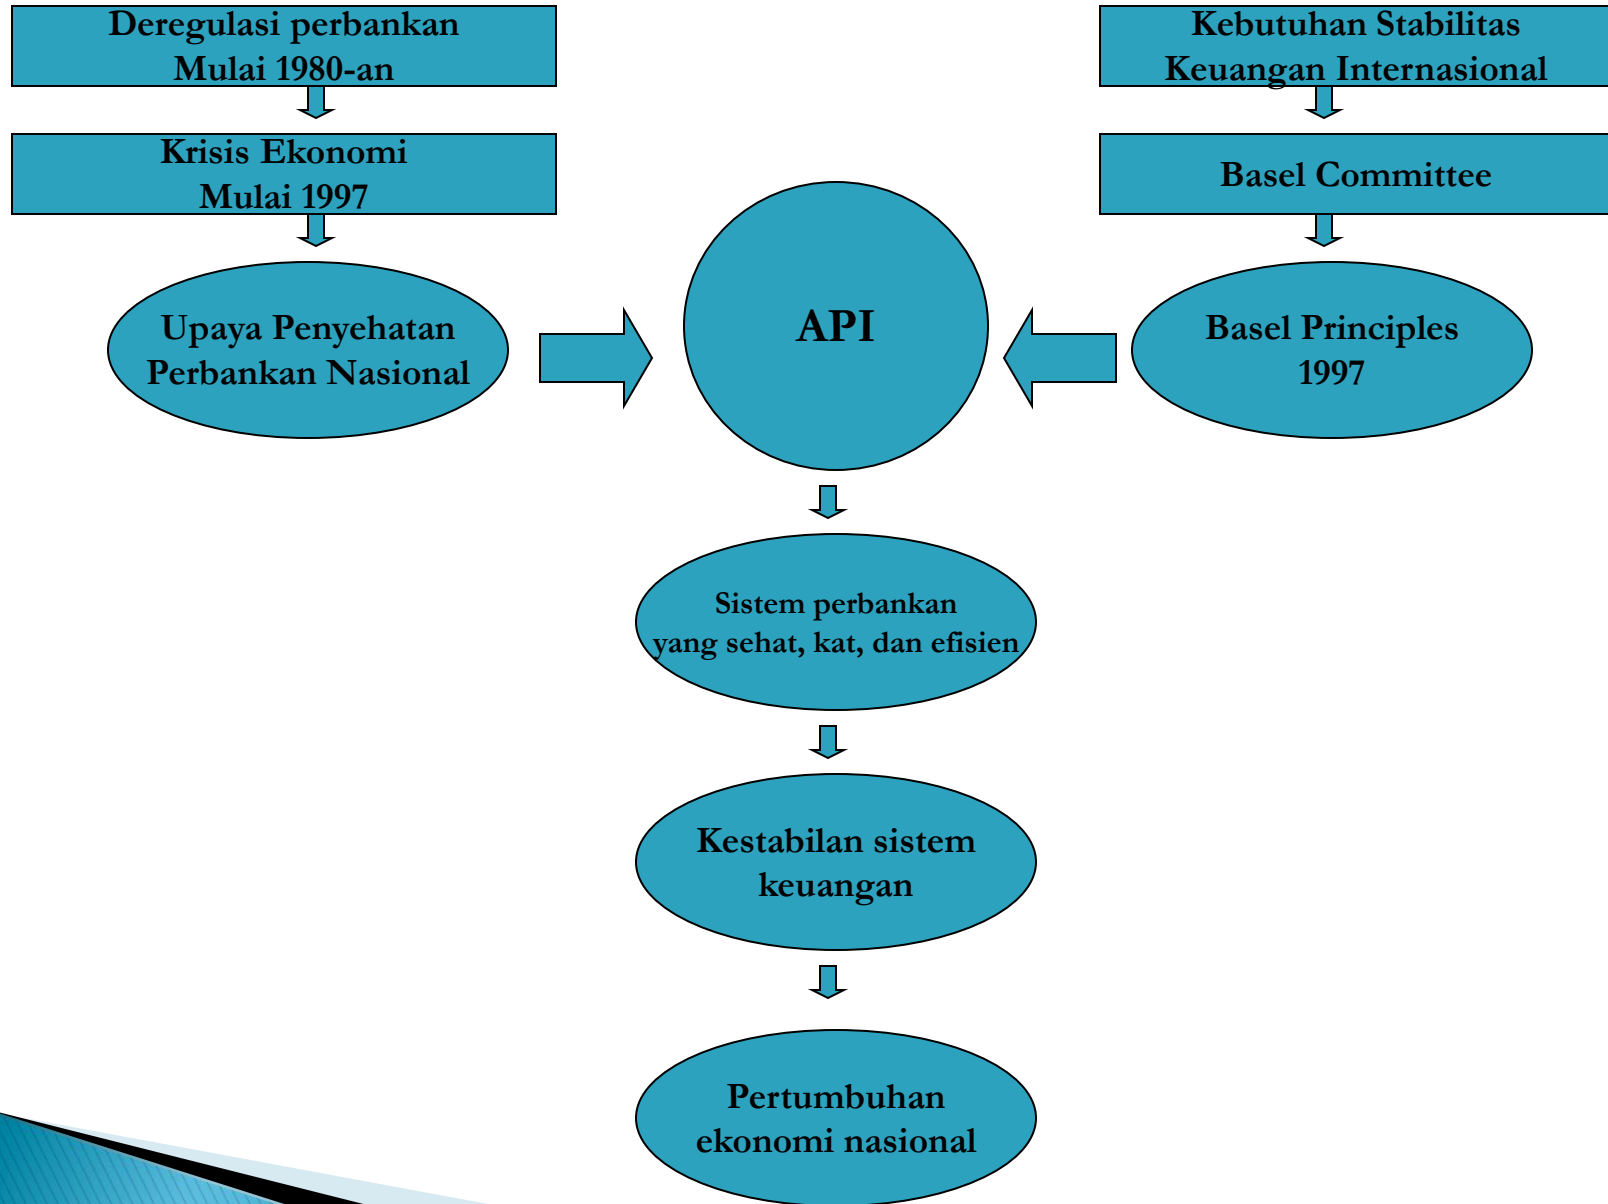 Deregulasi perbankan
Mulai 1980-an
Krisis Ekonomi
Mulai 1997
Upaya Penyehatan
Perbankan Nasional
Kebutuhan Stabilitas
Keuangan Internasional
Basel Committee
Basel Principles
1997
API
Sistem perbankan
yang sehat, kat, dan efisien
Kestabilan sistem
keuangan
Pertumbuhan
ekonomi nasional